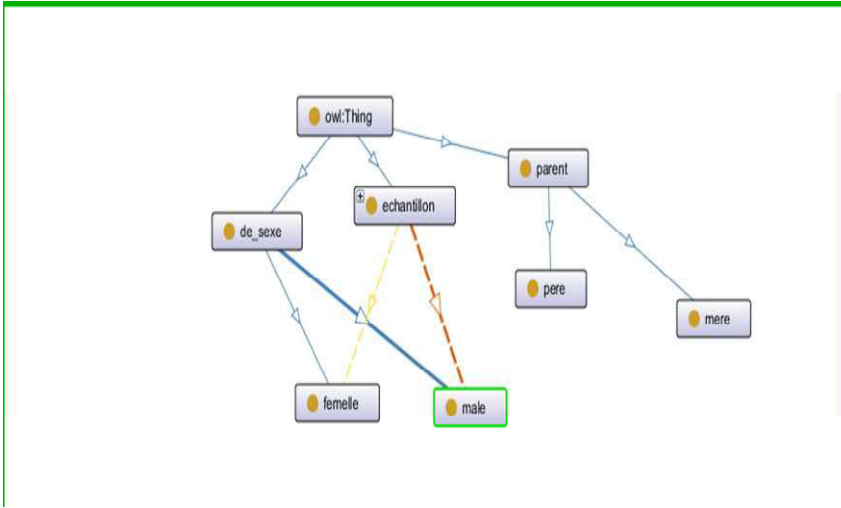 owl:Thing
parent
echantillon
de_sexe
pere
mere
femelle
male